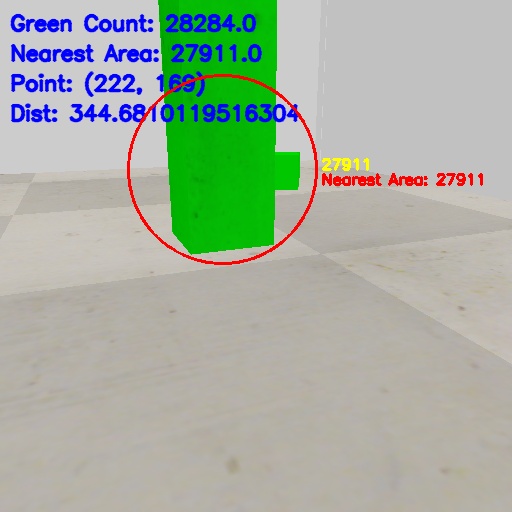 Green Count: 28284.0
Nearest Area: 27911.0
Point: (222, 169)
Dist: 344.6810119516304
27911
Nearest Area: 27911